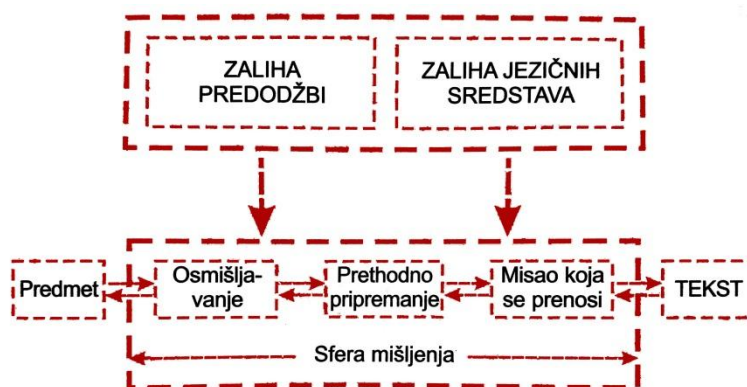 ZALIHA
PREDODŽBI
ZALIHA JEZIČNIH
SREDSTAVA
Predmet
Osmišlja-
vanje
Prethodno
pripremanje
Misao koja
se prenosi
TEKST
Sfera mišljenja